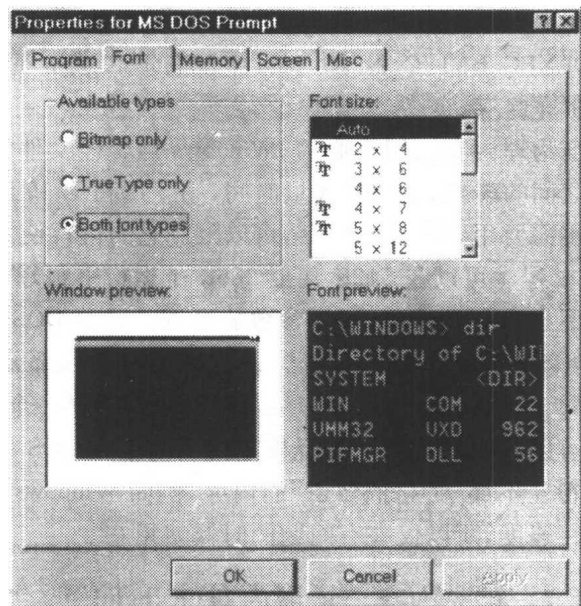 Properties for MS DOS Prompt
Program Font Memory Screen Misc
Available types
Bitmap only
TrueType only
Both font types
Font size:
Auto
2 x 4
3 x 6
4 x 6
4 x 7
5 x 8
5 x 12
Window preview:
Font preview:
C:\WINDOWS> dir
Directory of C:\WI
SYSTEM <DIR>
WIN COM 22
VMM32 VXD 962
PIFMGR DLL 56
OK Cancel Apply